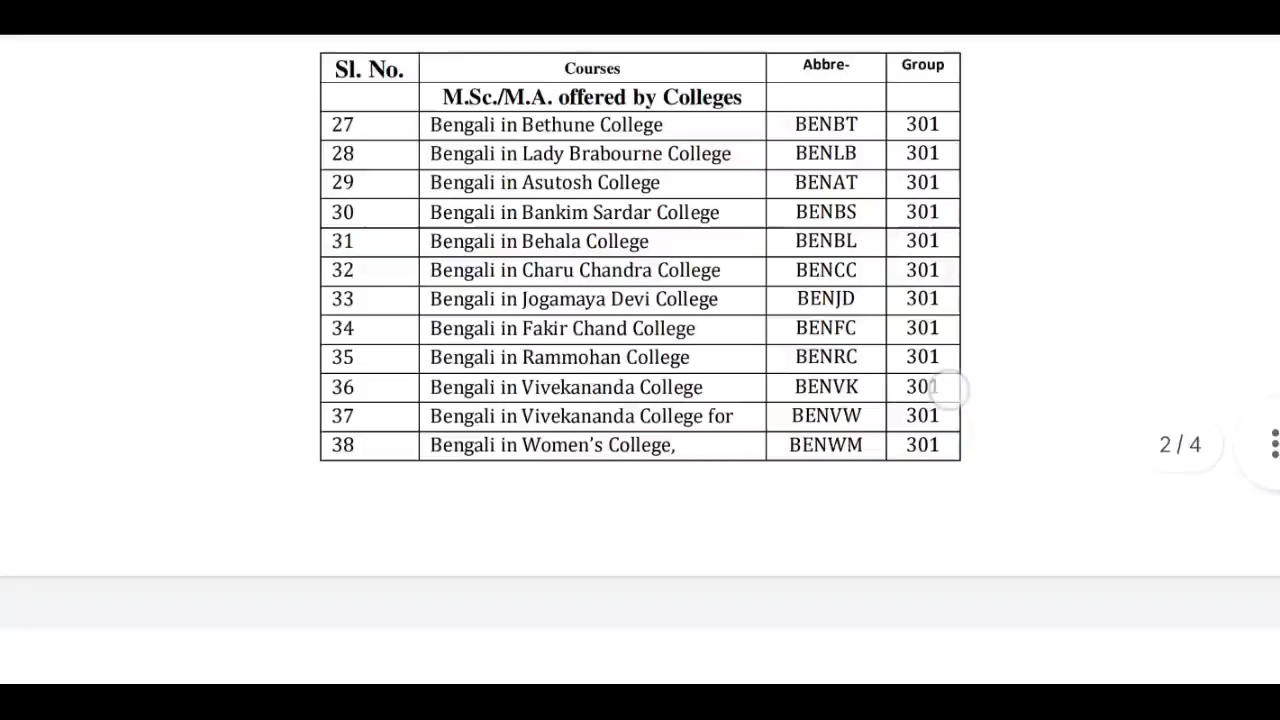 Sl. No. Courses Abbre- Group
M.Sc./M.A. offered by Colleges
27 Bengali in Bethune College BENBT 301
28 Bengali in Lady Brabourne College BENLB 301
29 Bengali in Asutosh College BENAT 301
30 Bengali in Bankim Sardar College BENBS 301
31 Bengali in Behala College BENBL 301
32 Bengali in Charu Chandra College BENCC 301
33 Bengali in Jogamaya Devi College BENJD 301
34 Bengali in Fakir Chand College BENFC 301
35 Bengali in Rammohan College BENRC 301
36 Bengali in Vivekananda College BENVK 301
37 Bengali in Vivekananda College for BENVW 301
38 Bengali in Women’s College, BENWM 301
2 / 4